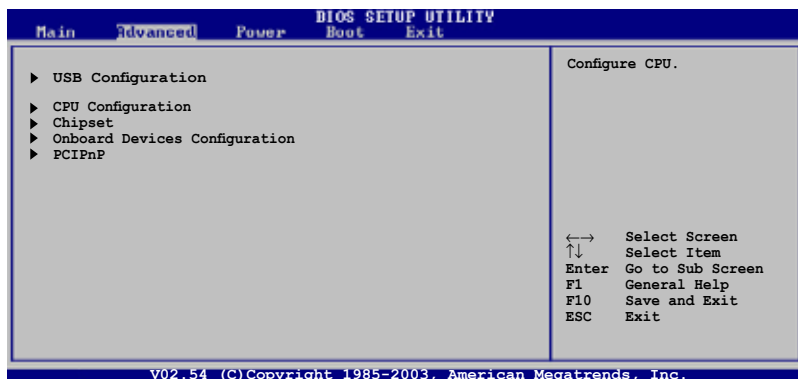 BIOS SETUP UTILITY
Main Advanced Power Boot Exit
USB Configuration
CPU Configuration
Chipset
Onboard Devices Configuration
PCIPnP
Configure CPU.
←→ Select Screen
↑↓ Select Item
Enter Go to Sub Screen
F1 General Help
F10 Save and Exit
ESC Exit
V02.54 (C)Copyright 1985-2003, American Megatrends, Inc.